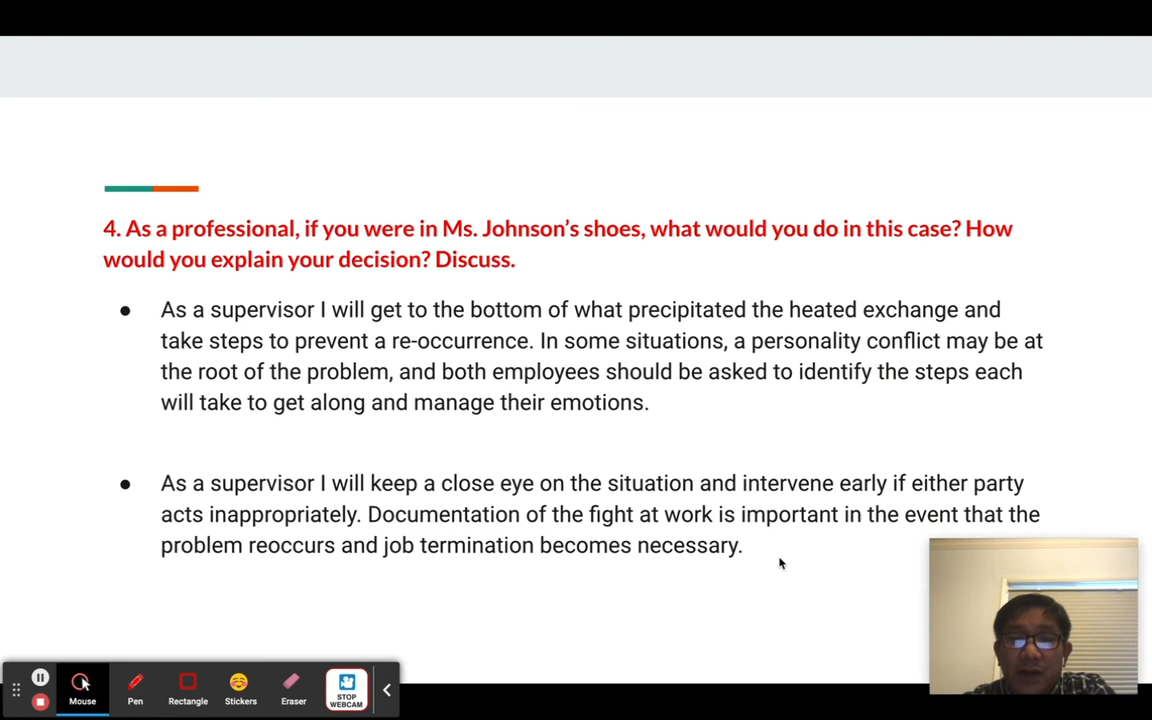 4. As a professional, if you were in Ms. Johnson's shoes, what would you do in this case? How
would you explain your decision? Discuss.
● As a supervisor I will get to the bottom of what precipitated the heated exchange and
take steps to prevent a re-occurrence. In some situations, a personality conflict may be at
the root of the problem, and both employees should be asked to identify the steps each
will take to get along and manage their emotions.
● As a supervisor I will keep a close eye on the situation and intervene early if either party
acts inappropriately. Documentation of the fight at work is important in the event that the
problem reoccurs and job termination becomes necessary.
Mouse
Pen
Rectangle
Stickers
Eraser
STOP
WEBCAM